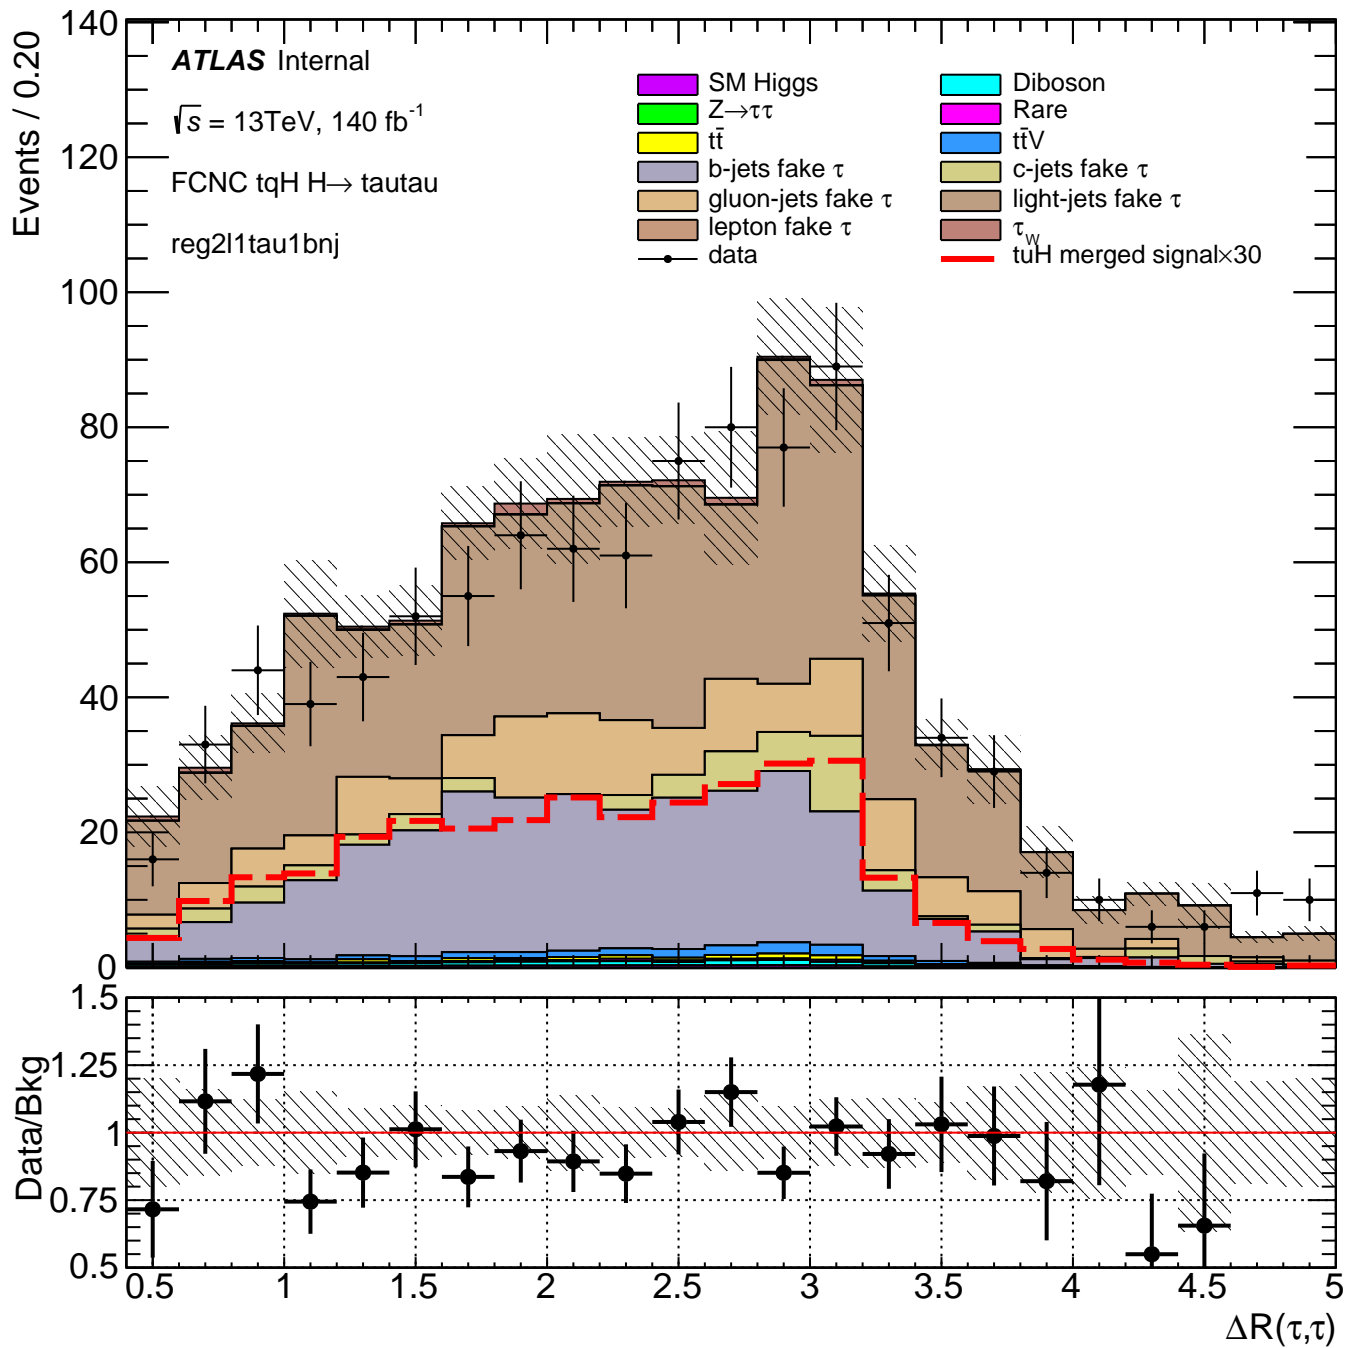 Events / 0.20
140
120
100
80
60
40
20
0
ATLAS Internal
√s = 13TeV, 140 fb⁻¹
FCNC tqH H→ tautau
reg2l1tau1bnj
SM Higgs
Diboson
Z→ττ
Rare
tt̄
tt̄V
b-jets fake τ
c-jets fake τ
gluon-jets fake τ
light-jets fake τ
lepton fake τ
τ_W
data
tuH merged signal×30
Data/Bkg
1.5
1.25
1
0.75
0.5
0.5 1 1.5 2 2.5 3 3.5 4 4.5 5
ΔR(τ,τ)